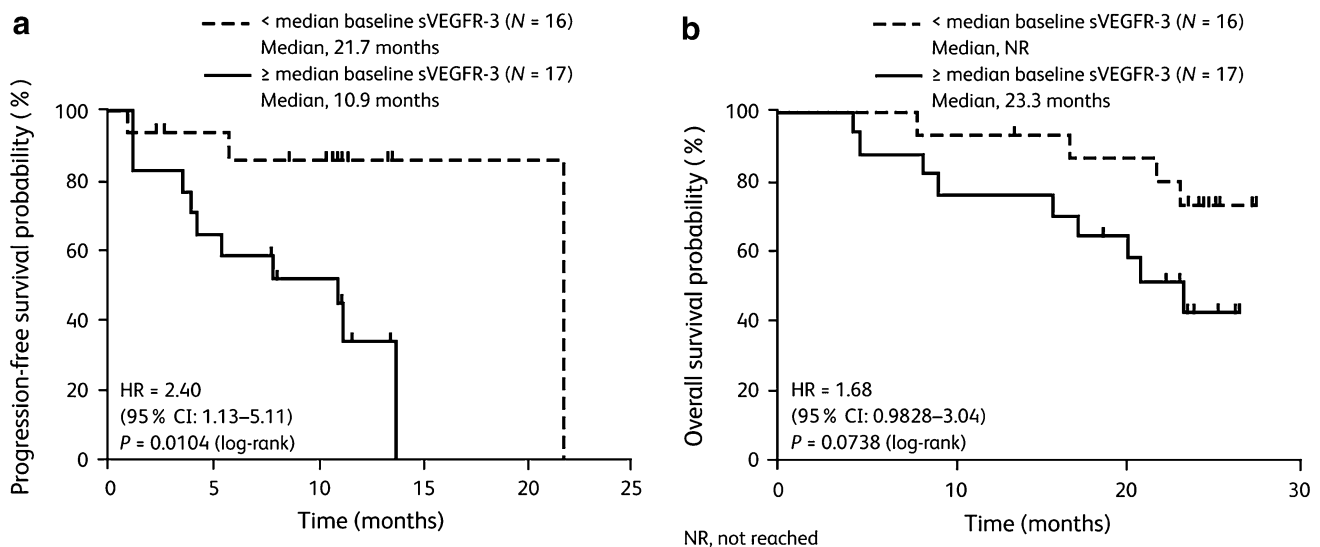 a
< median baseline sVEGFR-3 (N = 16)
Median, 21.7 months
≥ median baseline sVEGFR-3 (N = 17)
Median, 10.9 months
Progression-free survival probability (%)
100
80
60
40
20
0
HR = 2.40
(95 % CI: 1.13–5.11)
P = 0.0104 (log-rank)
0 5 10 15 20 25
Time (months)
b
< median baseline sVEGFR-3 (N = 16)
Median, NR
≥ median baseline sVEGFR-3 (N = 17)
Median, 23.3 months
Overall survival probability (%)
100
80
60
40
20
0
HR = 1.68
(95 % CI: 0.9828–3.04)
P = 0.0738 (log-rank)
0 10 20 30
Time (months)
NR, not reached